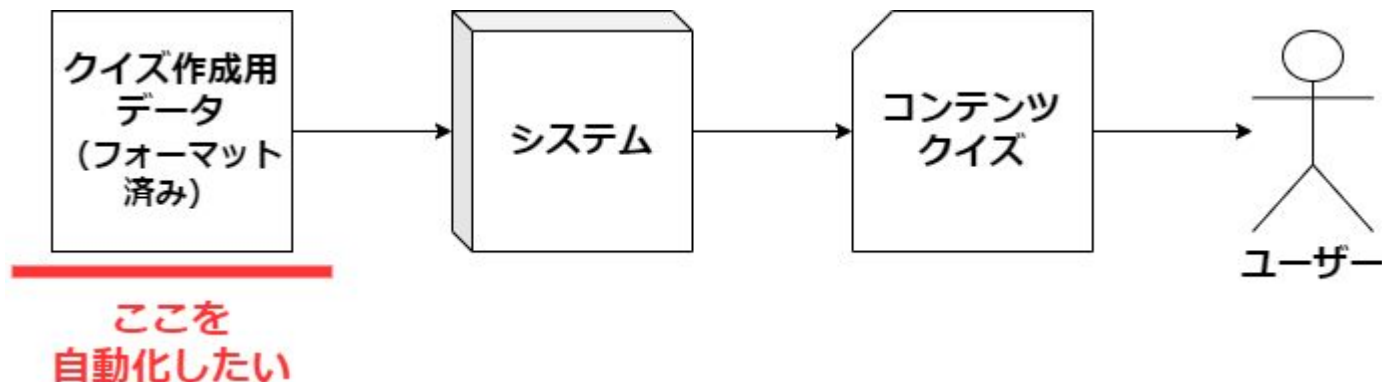 クイズ作成用
データ
(フォーマット
済み)
システム
コンテンツ
クイズ
ユーザー
ここを
自動化したい